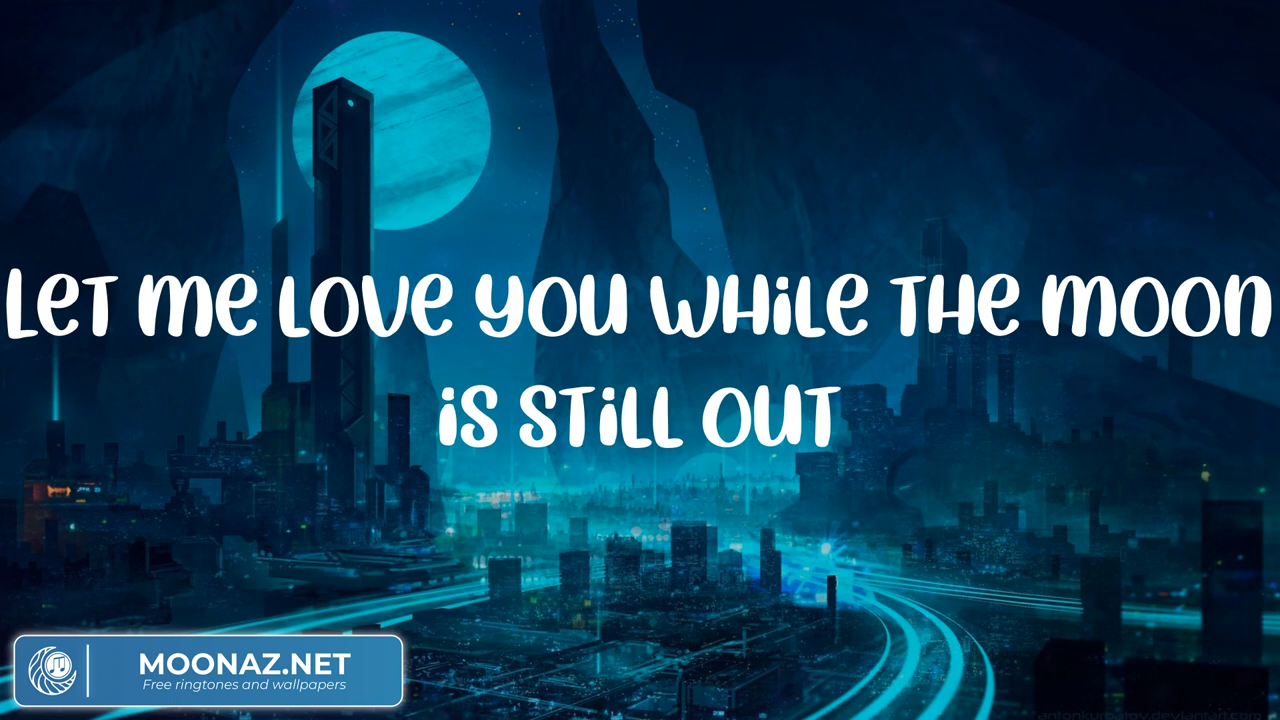 LET ME LOVE YOU WHILE THE MOON
IS STILL OUT
MOONAZ.NET
Free ringtones and wallpapers